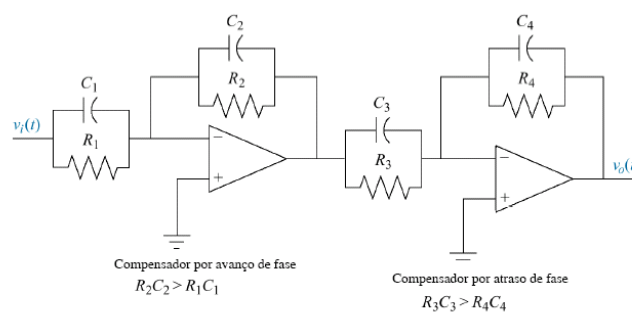 C₂
C₄
C₁
R₂
C₃
R₄
vᵢ(t)
R₁
−
R₃
−
+
+
vₒ(t
Compensador por avanço de fase
R₂C₂ > R₁C₁
Compensador por atraso de fase
R₃C₃ > R₄C₄